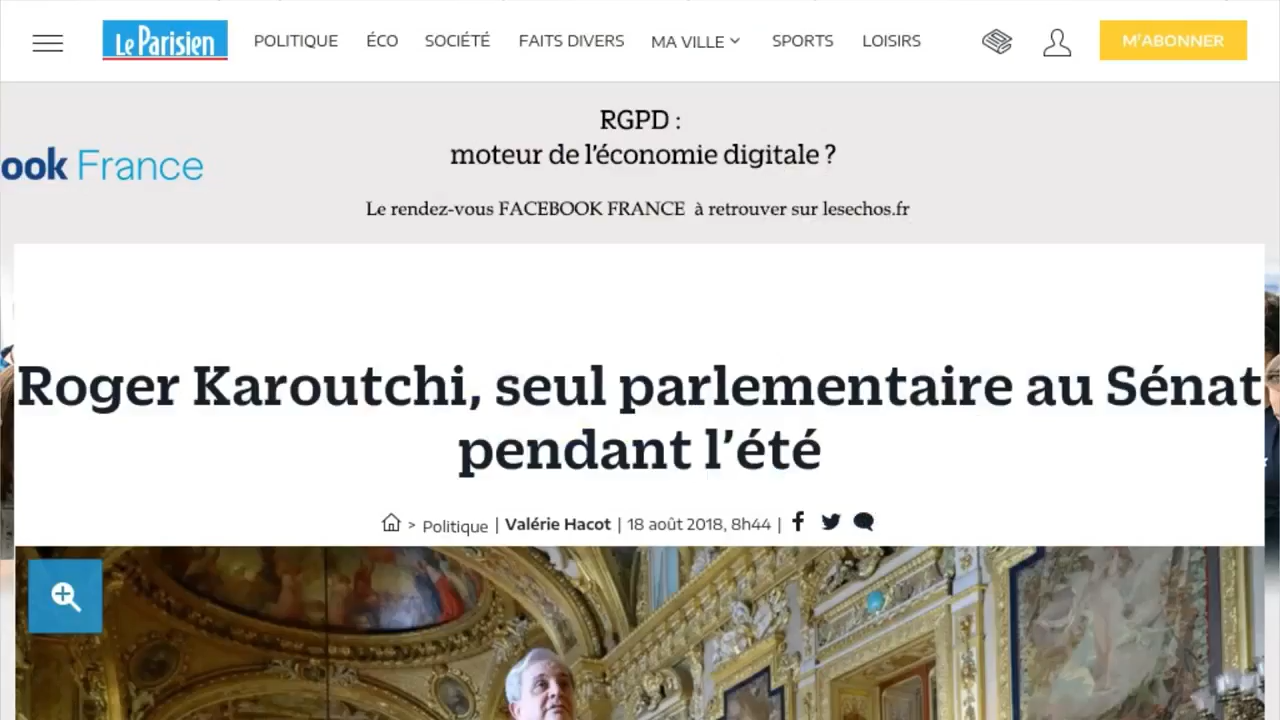 Le Parisien
POLITIQUE ÉCO SOCIÉTÉ FAITS DIVERS MA VILLE SPORTS LOISIRS
M'ABONNER
RGPD :
moteur de l'économie digitale ?
ook France
Le rendez-vous FACEBOOK FRANCE à retrouver sur lesechos.fr
Roger Karoutchi, seul parlementaire au Sénat
pendant l'été
> Politique | Valérie Hacot | 18 août 2018, 8h44 |